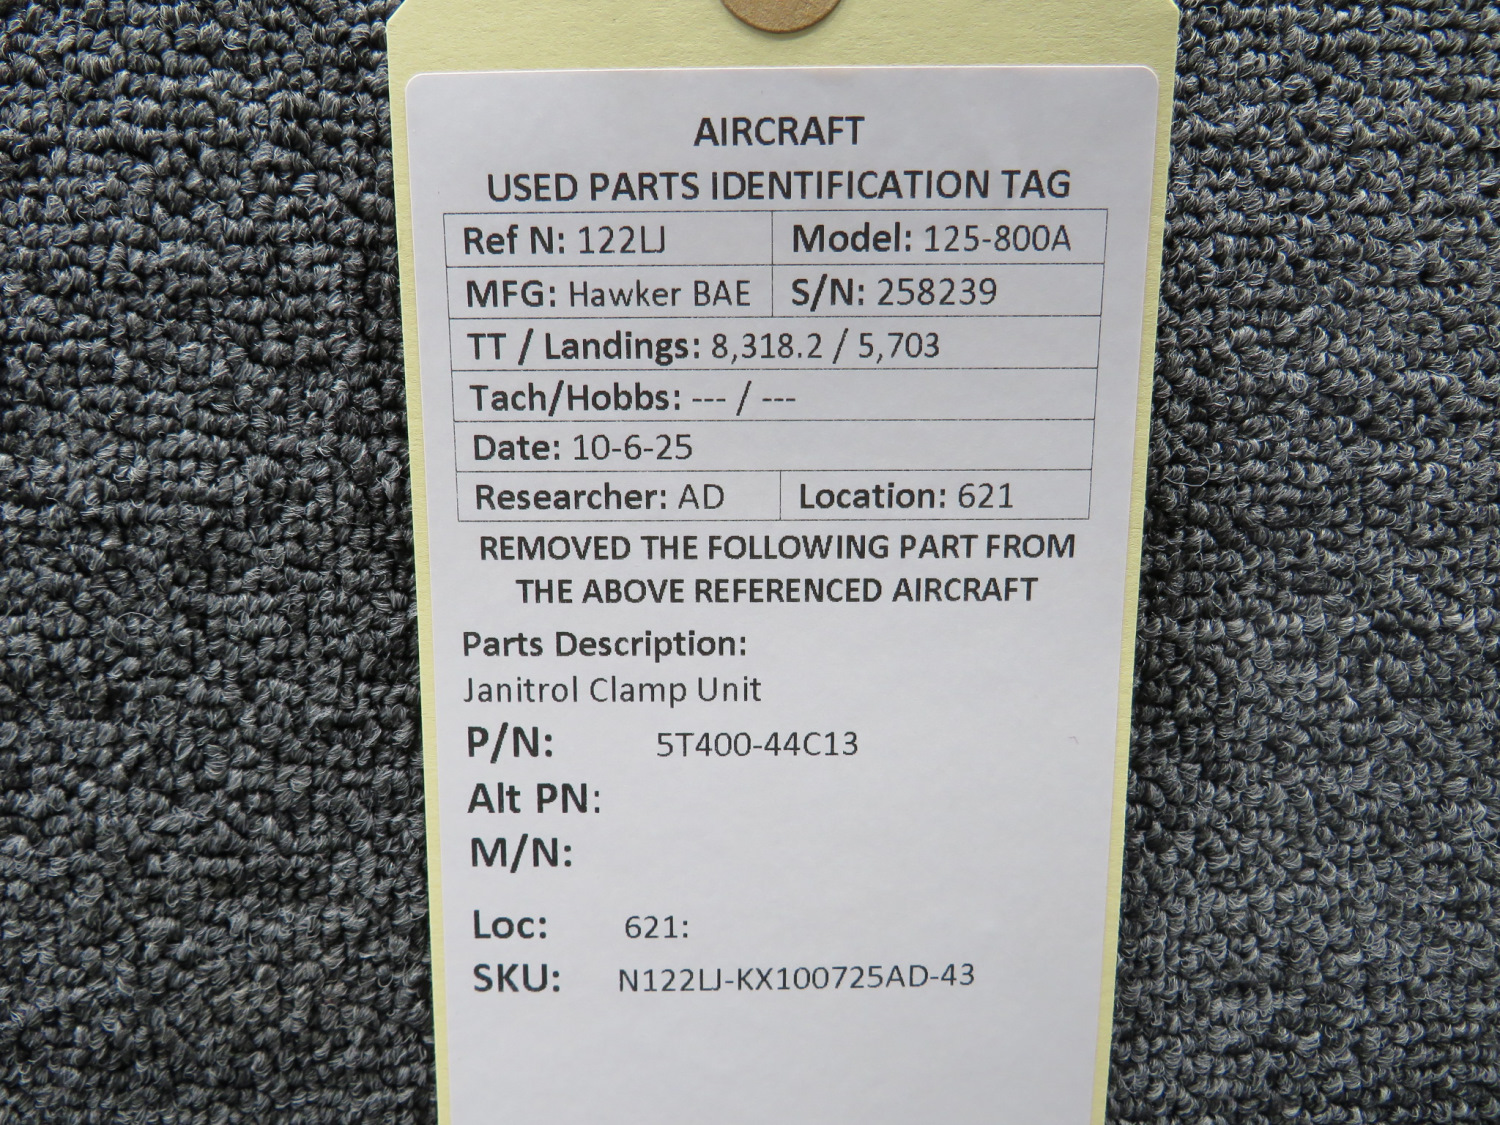 AIRCRAFT
USED PARTS IDENTIFICATION TAG
Ref N: 122LJ Model: 125-800A
MFG: Hawker BAE S/N: 258239
TT / Landings: 8,318.2 / 5,703
Tach/Hobbs: --- / ---
Date: 10-6-25
Researcher: AD Location: 621
REMOVED THE FOLLOWING PART FROM
THE ABOVE REFERENCED AIRCRAFT
Parts Description:
Janitrol Clamp Unit
P/N: 5T400-44C13
Alt PN:
M/N:
Loc: 621:
SKU: N122LJ-KX100725AD-43